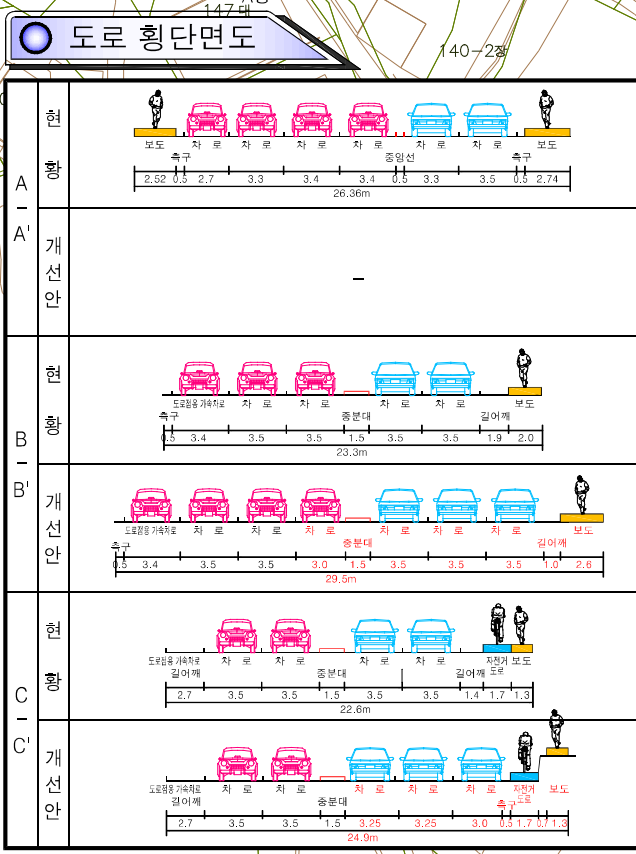 147 대
140-2장
도로 횡단면도
A
-
A'
현
황
보도 차 로 차 로 차 로 차 로 차 로 차 로 보도
측구 중앙선 측구
2.52 0.5 2.7 3.3 3.4 3.4 0.5 3.3 3.5 0.5 2.74
26.36m
개
선
안
-
B
-
B'
현
황
도로점용 가속차로 차 로 차 로 차 로 차 로 보도
측구 중분대 길어깨
0.5 3.4 3.5 3.5 1.5 3.5 3.5 1.9 2.0
23.3m
개
선
안
도로점용 가속차로 차 로 차 로 차 로 차 로 차 로 차 로 보도
측구 중분대 길어깨
0.5 3.4 3.5 3.5 3.0 1.5 3.5 3.5 3.5 1.0 2.6
29.5m
C
-
C'
현
황
도로점용 가속차로 차 로 차 로 차 로 차 로 자전거 보도
길어깨 중분대 길어깨 도로
2.7 3.5 3.5 1.5 3.5 3.5 1.4 1.7 1.3
22.6m
개
선
안
도로점용 가속차로 차 로 차 로 차 로 차 로 차 로 자전거 보도
길어깨 중분대 측구 도로
2.7 3.5 3.5 1.5 3.25 3.25 3.0 0.5 1.7 0.7 1.3
24.9m